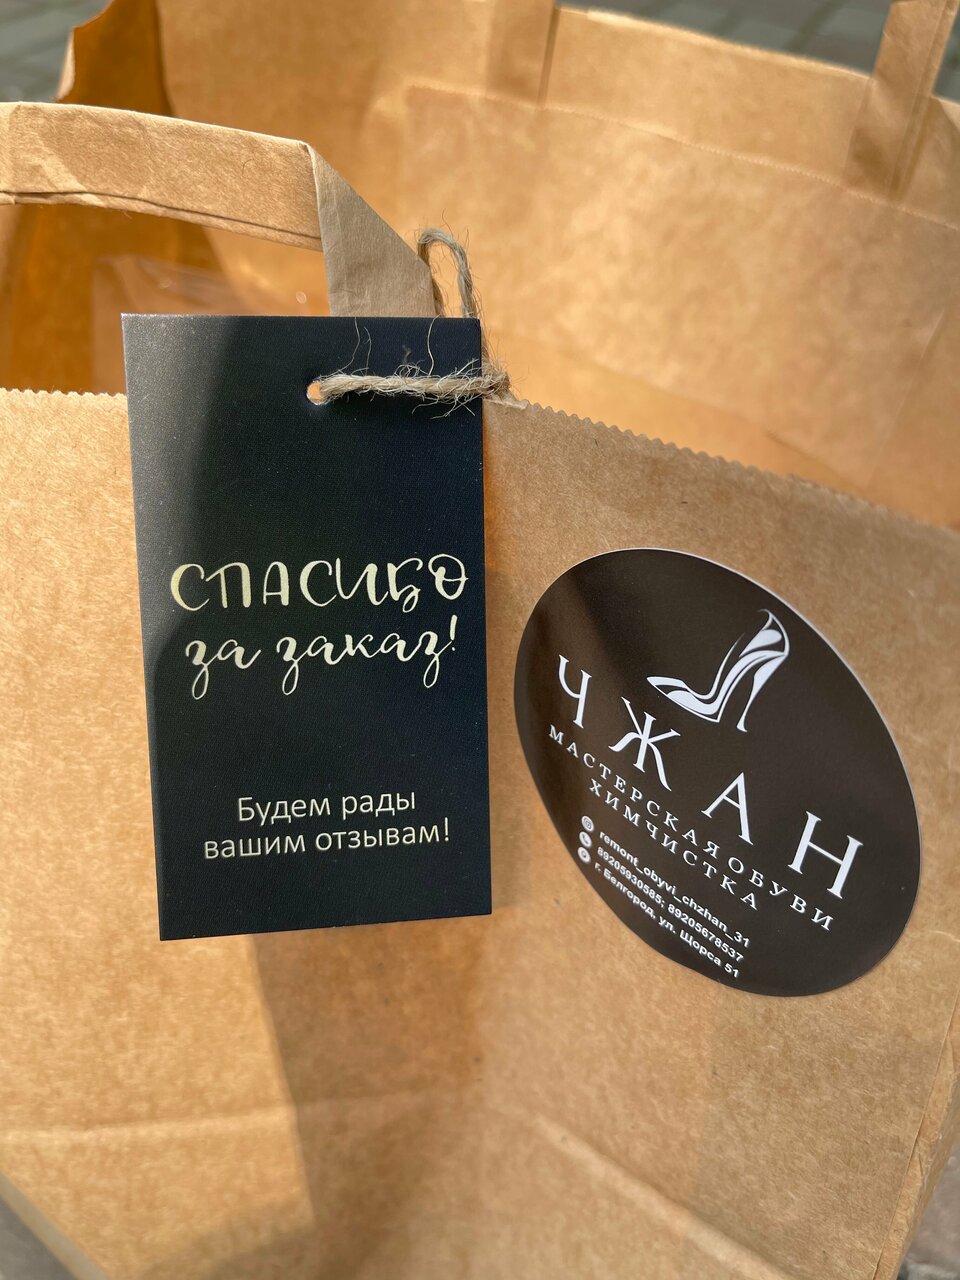 СПАСИБО
за заказ!
Будем рады
вашим отзывам!
ЧЖАН
МАСТЕРСКАЯ ОБУВИ
ХИМЧИСТКА
remont_obyvi_chzhan_31
89205930585; 89205678537
г. Белгород, ул. Щорса 51